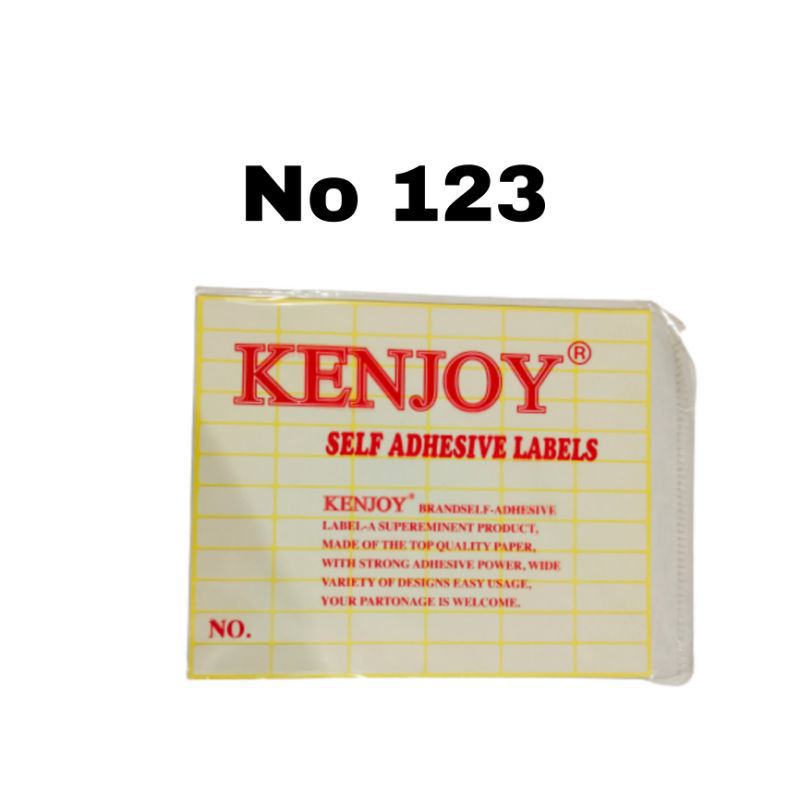 No 123
KENJOY®
SELF ADHESIVE LABELS
KENJOY® BRANDSELF-ADHESIVE
LABEL-A SUPEREMINENT PRODUCT,
MADE OF THE TOP QUALITY PAPER,
WITH STRONG ADHESIVE POWER, WIDE
VARIETY OF DESIGNS EASY USAGE,
YOUR PARTONAGE IS WELCOME.
NO.